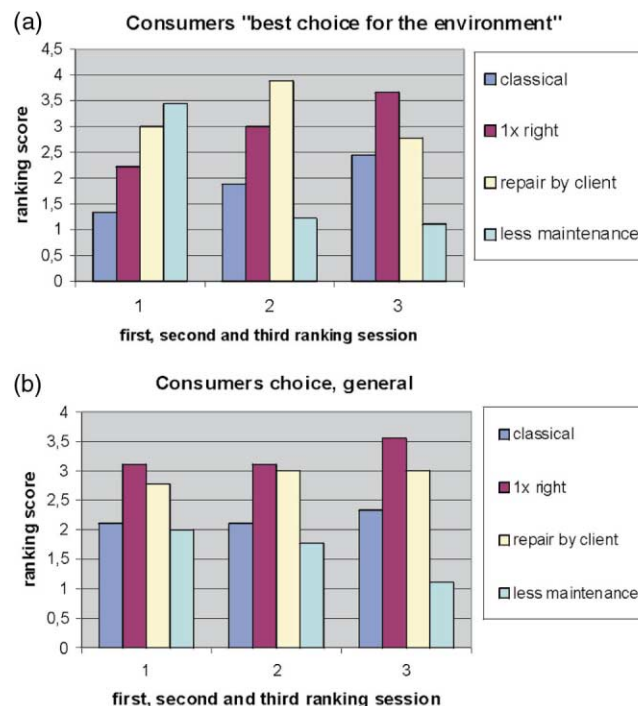 (a)
Consumers "best choice for the environment"
4,5
4
3,5
3
2,5
2
1,5
1
0,5
0
ranking score
1 2 3
first, second and third ranking session
classical
1x right
repair by client
less maintenance
(b)
Consumers choice, general
4
3,5
3
2,5
2
1,5
1
0,5
0
ranking score
1 2 3
first, second and third ranking session
classical
1x right
repair by client
less maintenance